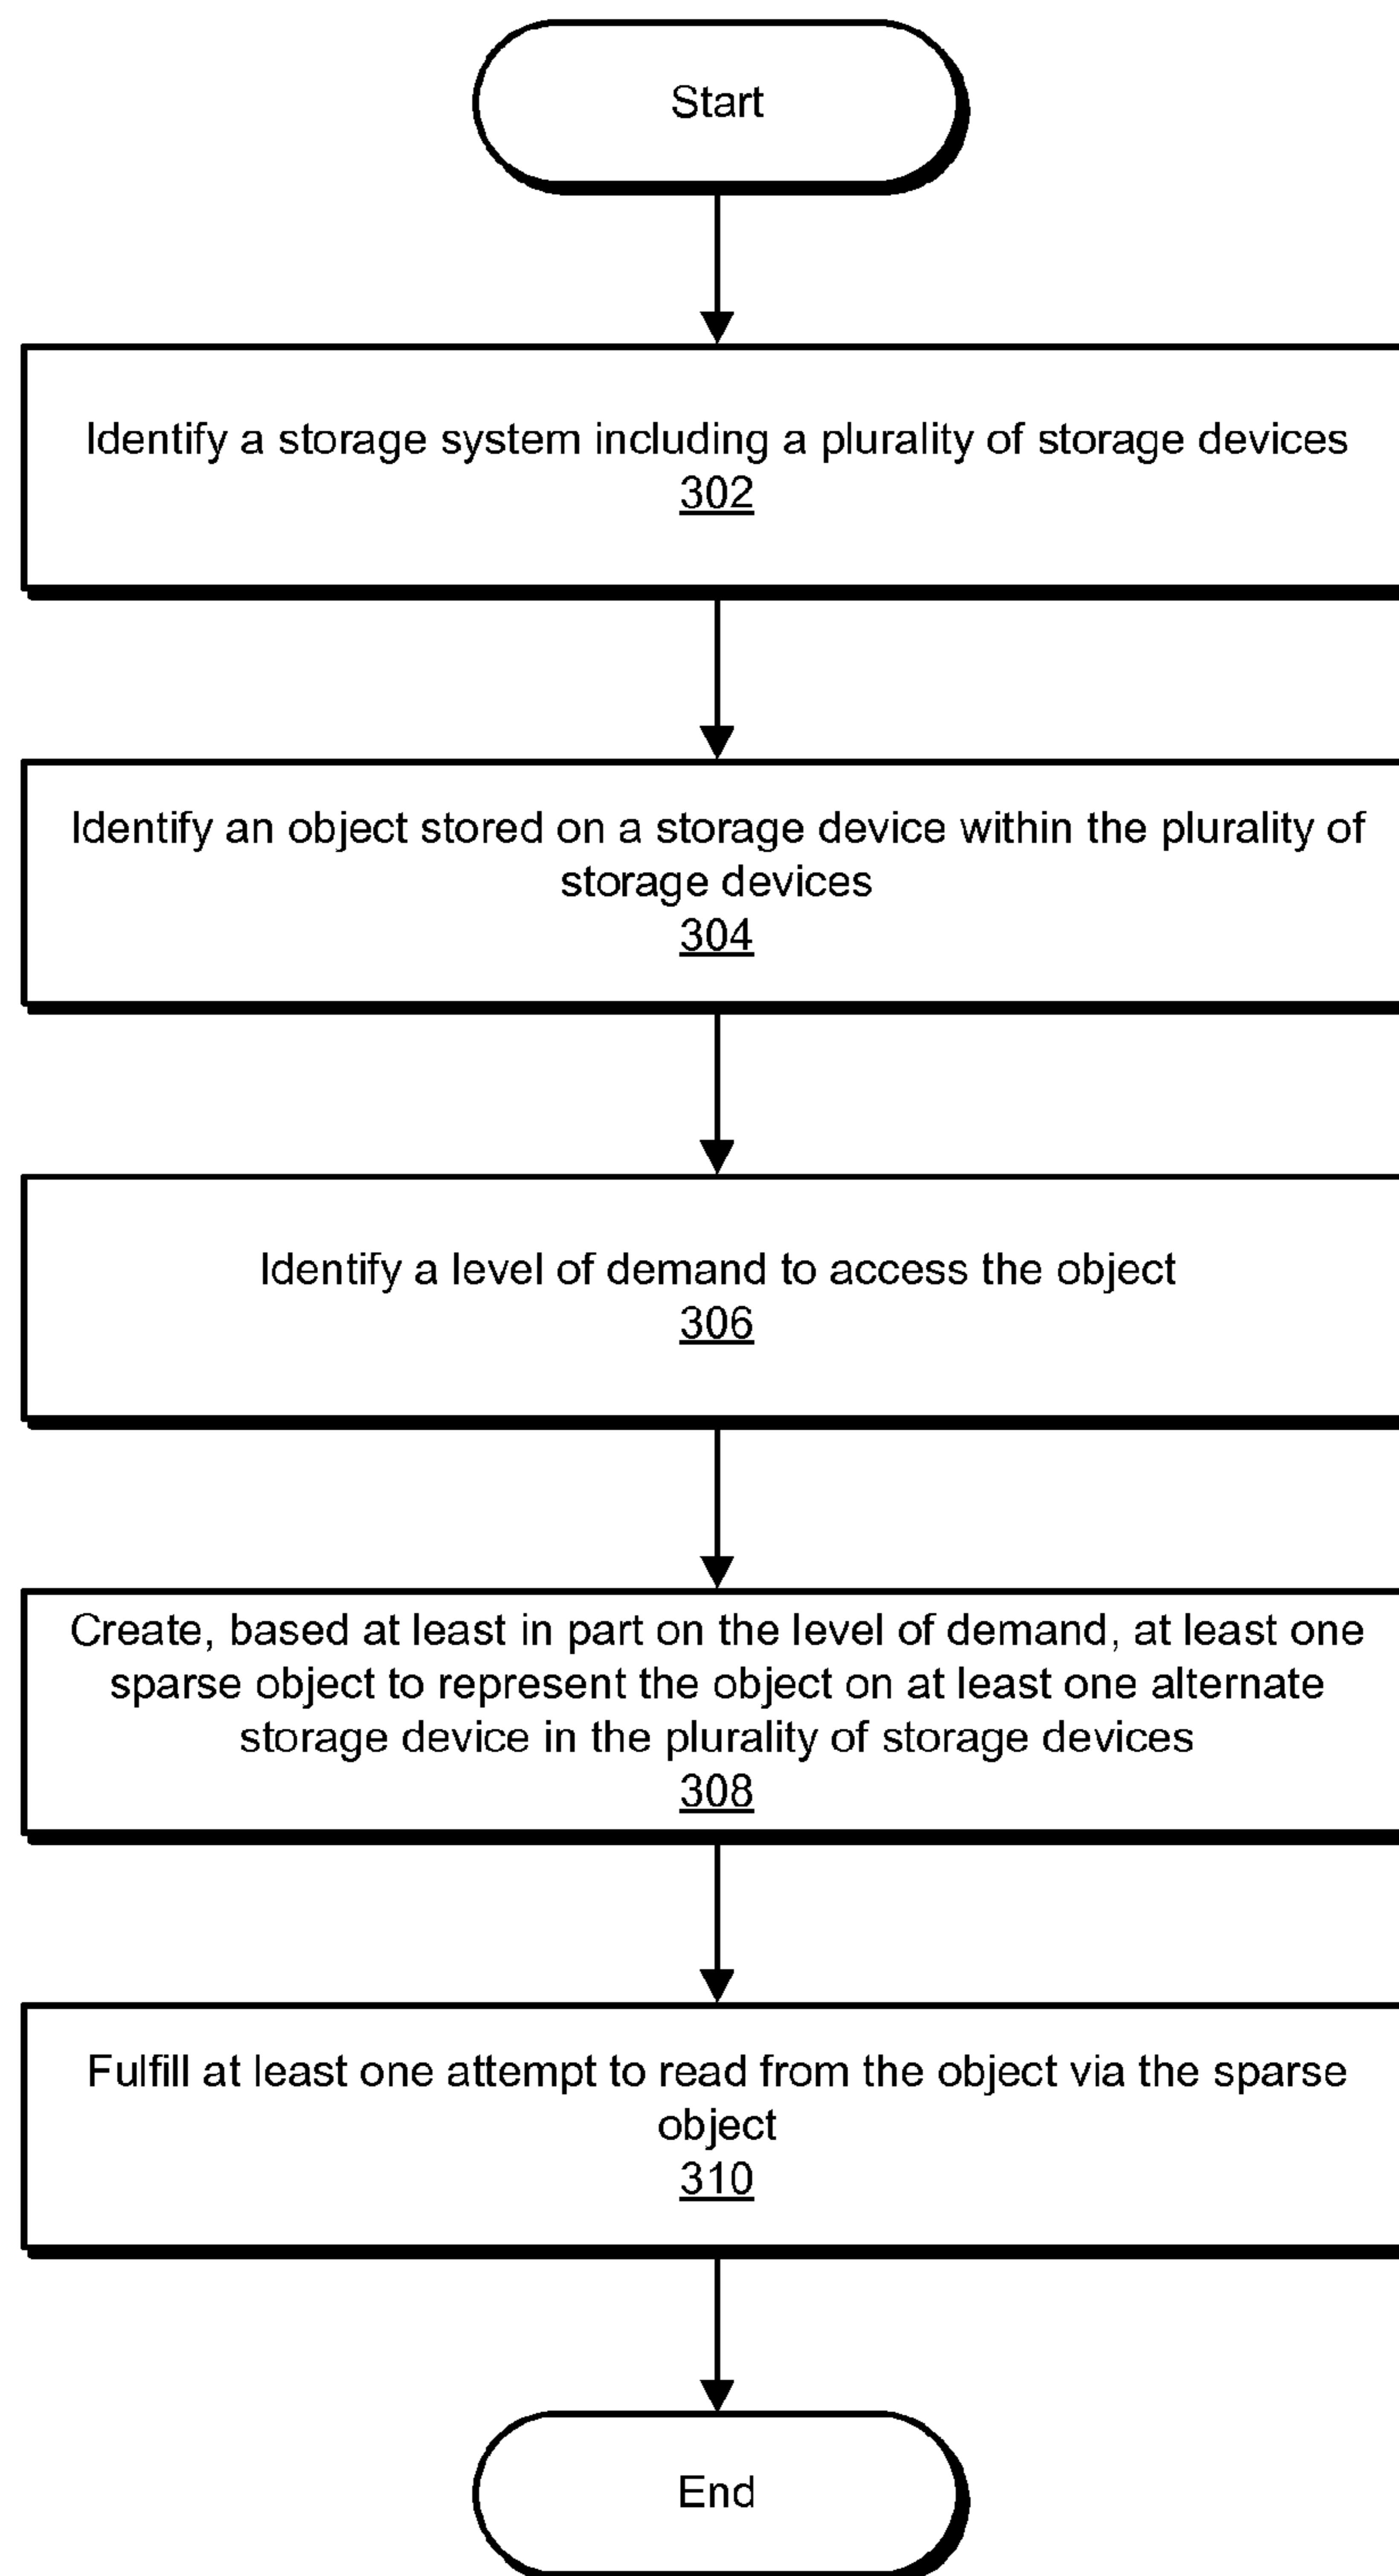 Start
Identify a storage system including a plurality of storage devices
302
Identify an object stored on a storage device within the plurality of
storage devices
304
Identify a level of demand to access the object
306
Create, based at least in part on the level of demand, at least one
sparse object to represent the object on at least one alternate
storage device in the plurality of storage devices
308
Fulfill at least one attempt to read from the object via the sparse
object
310
End